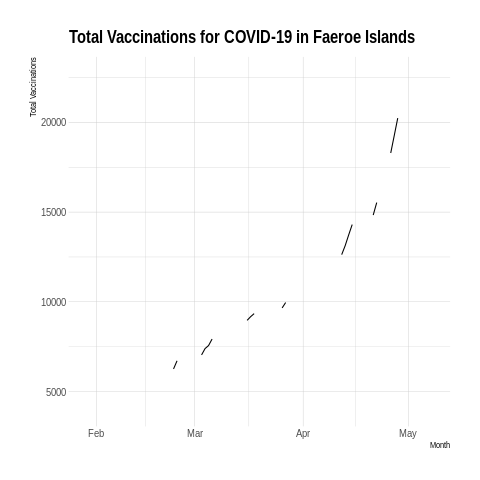 Total Vaccinations for COVID-19 in Faeroe Islands
Total Vaccinations
20000
15000
10000
5000
Feb
Mar
Apr
May
Month